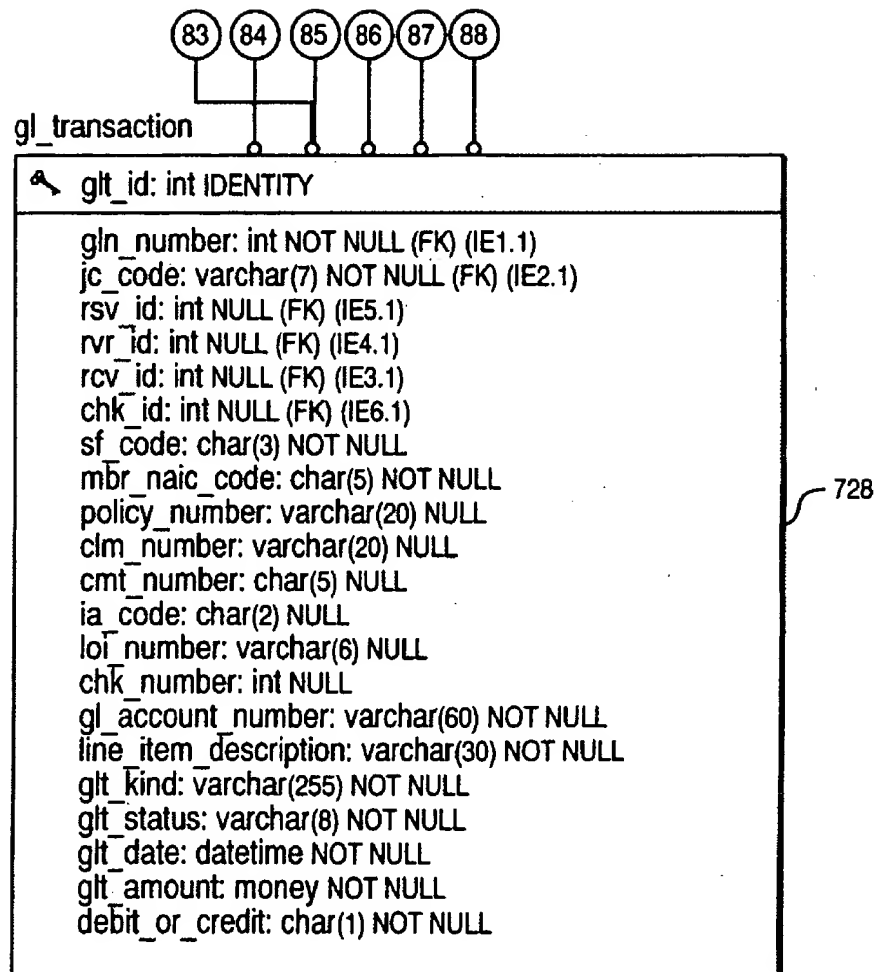 83 84 85 86 87 88
gl_transaction
glt_id: int IDENTITY
gln_number: int NOT NULL (FK) (IE1.1)
jc_code: varchar(7) NOT NULL (FK) (IE2.1)
rsv_id: int NULL (FK) (IE5.1)
rvr_id: int NULL (FK) (IE4.1)
rcv_id: int NULL (FK) (IE3.1)
chk_id: int NULL (FK) (IE6.1)
sf_code: char(3) NOT NULL
mbr_naic_code: char(5) NOT NULL
policy_number: varchar(20) NULL
728
clm_number: varchar(20) NULL
cmt_number: char(5) NULL
ia_code: char(2) NULL
loi_number: varchar(6) NULL
chk_number: int NULL
gl_account_number: varchar(60) NOT NULL
line_item_description: varchar(30) NOT NULL
glt_kind: varchar(255) NOT NULL
glt_status: varchar(8) NOT NULL
glt_date: datetime NOT NULL
glt_amount: money NOT NULL
debit_or_credit: char(1) NOT NULL